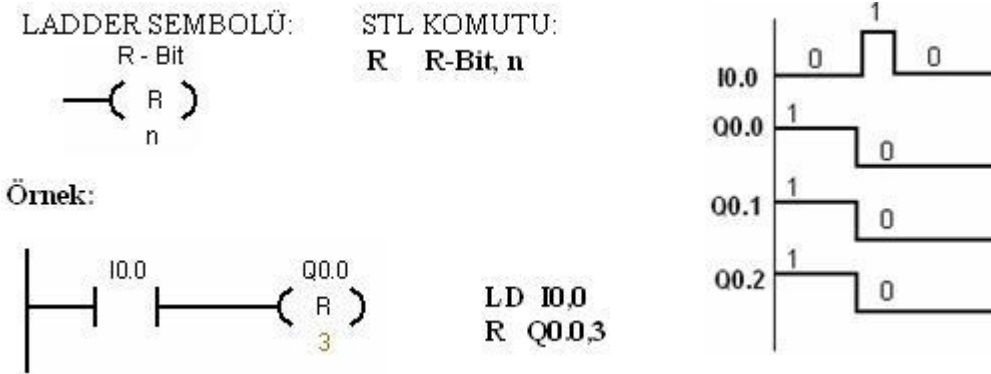 LADDER SEMBOLÜ:
R - Bit
R
n
STL KOMUTU:
R R-Bit, n
Örnek:
I0.0
Q0.0
R
3
LD I0,0
R Q0.0,3
1
0
0
I0.0
1
Q0.0
0
1
Q0.1
0
1
Q0.2
0